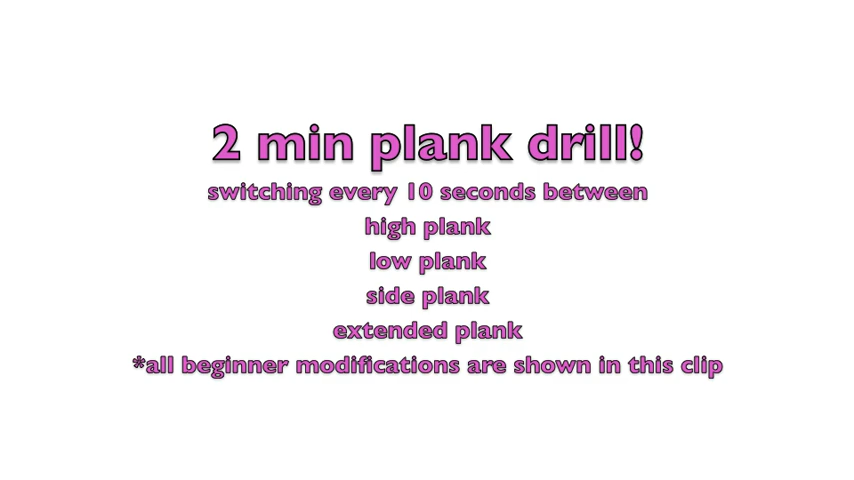 2 min plank drill!
switching every 10 seconds between
high plank
low plank
side plank
extended plank
*all beginner modifications are shown in this clip